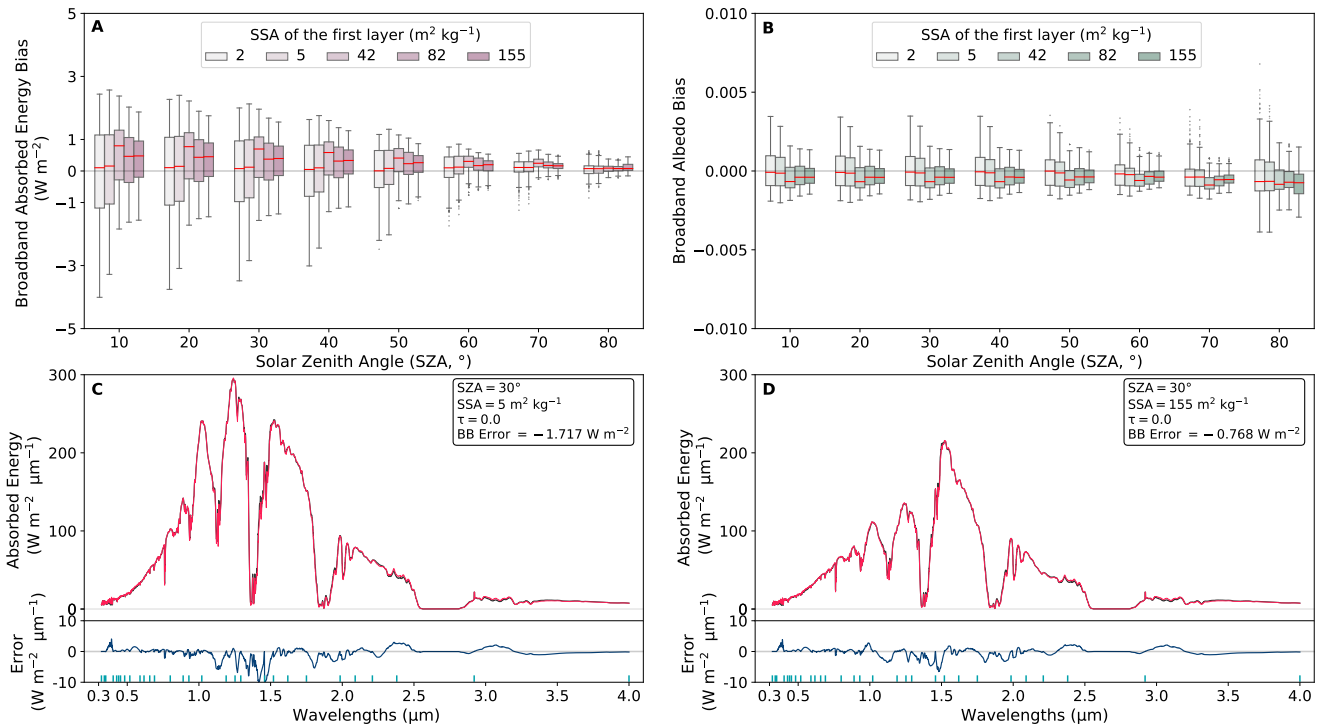 A
SSA of the first layer (m² kg⁻¹)
2 5 42 82 155
Broadband Absorbed Energy Bias
(W m⁻²)
5
3
1
0
−1
−3
−5
10 20 30 40 50 60 70 80
Solar Zenith Angle (SZA, °)
B
SSA of the first layer (m² kg⁻¹)
2 5 42 82 155
Broadband Albedo Bias
0.010
0.005
0.000
−0.005
−0.010
10 20 30 40 50 60 70 80
Solar Zenith Angle (SZA, °)
C
SZA = 30°
SSA = 5 m² kg⁻¹
τ = 0.0
BB Error = −1.717 W m⁻²
Absorbed Energy
(W m⁻² μm⁻¹)
300
200
100
0
Error
(W m⁻² μm⁻¹)
10
0
−10
0.3 0.5 1.0 1.5 2.0 2.5 3.0 3.5 4.0
Wavelengths (μm)
D
SZA = 30°
SSA = 155 m² kg⁻¹
τ = 0.0
BB Error = −0.768 W m⁻²
Absorbed Energy
(W m⁻² μm⁻¹)
300
200
100
0
Error
(W m⁻² μm⁻¹)
10
0
−10
0.3 0.5 1.0 1.5 2.0 2.5 3.0 3.5 4.0
Wavelengths (μm)